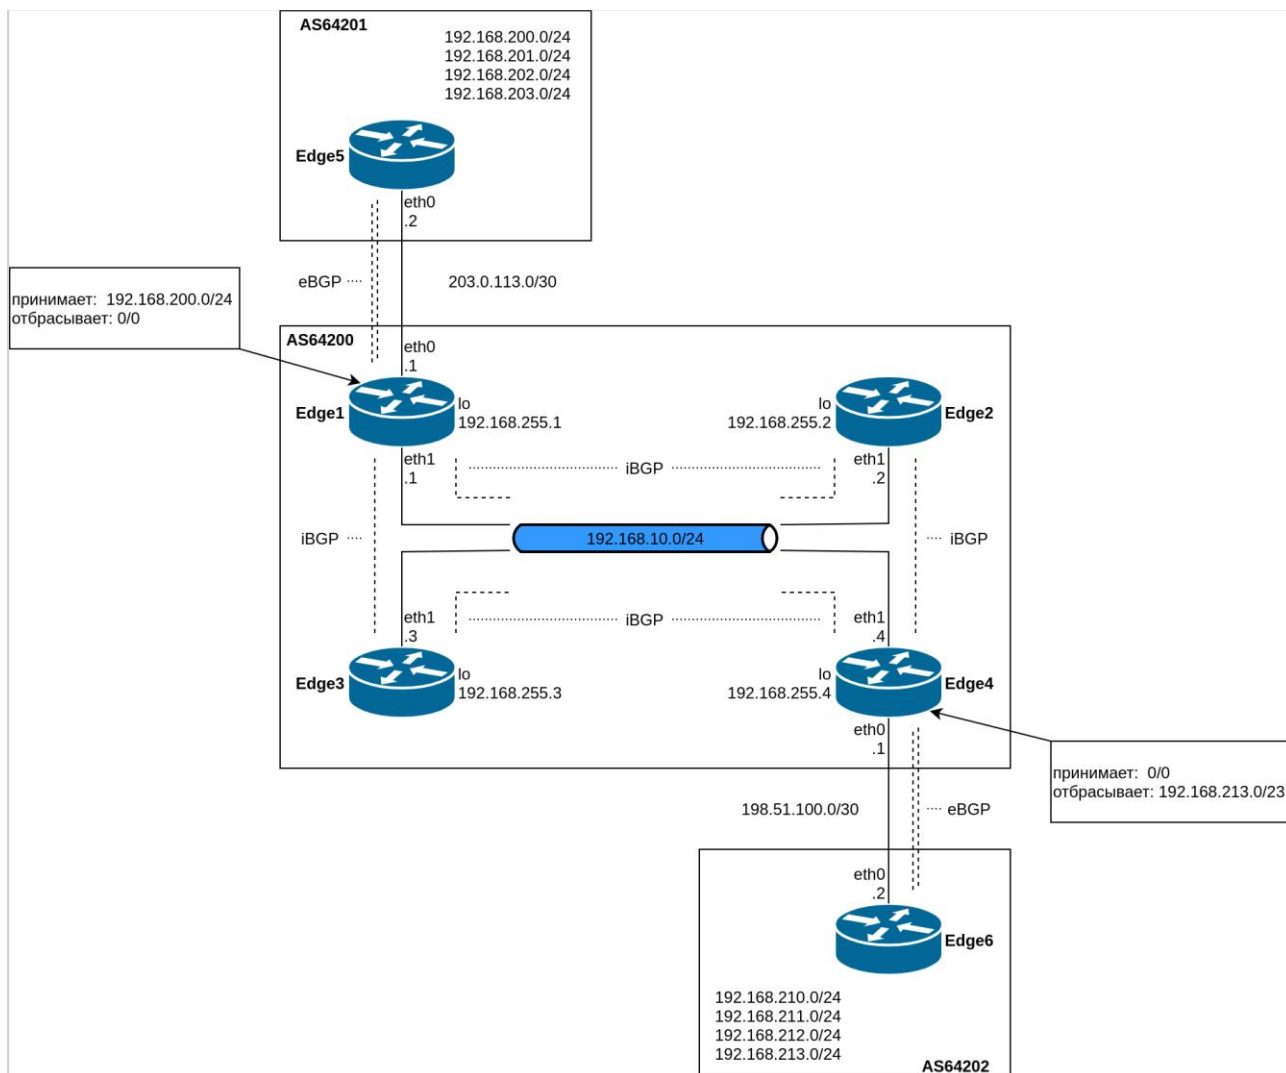 AS64201
192.168.200.0/24
192.168.201.0/24
192.168.202.0/24
192.168.203.0/24
Edge5
eth0
.2
eBGP
203.0.113.0/30
принимает: 192.168.200.0/24
отбрасывает: 0/0
AS64200
eth0
.1
Edge1
lo
192.168.255.1
lo
192.168.255.2
Edge2
eth1
.1
iBGP
eth1
.2
iBGP
192.168.10.0/24
iBGP
eth1
.3
iBGP
eth1
.4
Edge3
lo
192.168.255.3
lo
192.168.255.4
Edge4
eth0
.1
принимает: 0/0
отбрасывает: 192.168.213.0/23
198.51.100.0/30
eBGP
eth0
.2
Edge6
192.168.210.0/24
192.168.211.0/24
192.168.212.0/24
192.168.213.0/24
AS64202